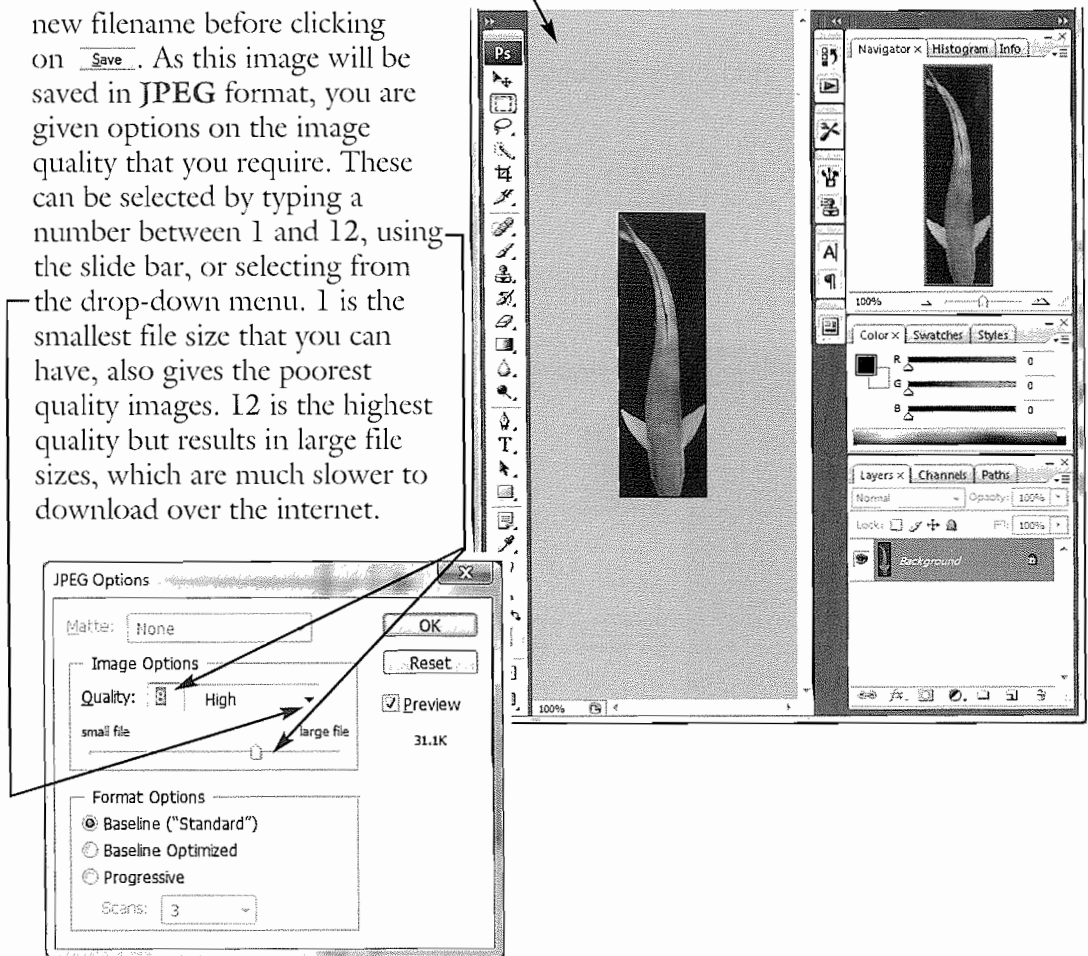 new filename before clicking
on Save . As this image will be
saved in JPEG format, you are
given options on the image
quality that you require. These
can be selected by typing a
number between 1 and 12, using
the slide bar, or selecting from
the drop-down menu. 1 is the
smallest file size that you can
have, also gives the poorest
quality images. 12 is the highest
quality but results in large file
sizes, which are much slower to
download over the internet.
Ps
T
100%
A
Navigator x Histogram Info
100%
Color x Swatches Styles
R 0
G 0
B 0
Layers x Channels Paths
Normal Opacity: 100%
Lock: 100%
Background
fx.
JPEG Options
Matte: None
Image Options
Quality: 8 High
small file large file
OK
Reset
Preview
31.1K
Format Options
Baseline ("Standard")
Baseline Optimized
Progressive
Scans: 3